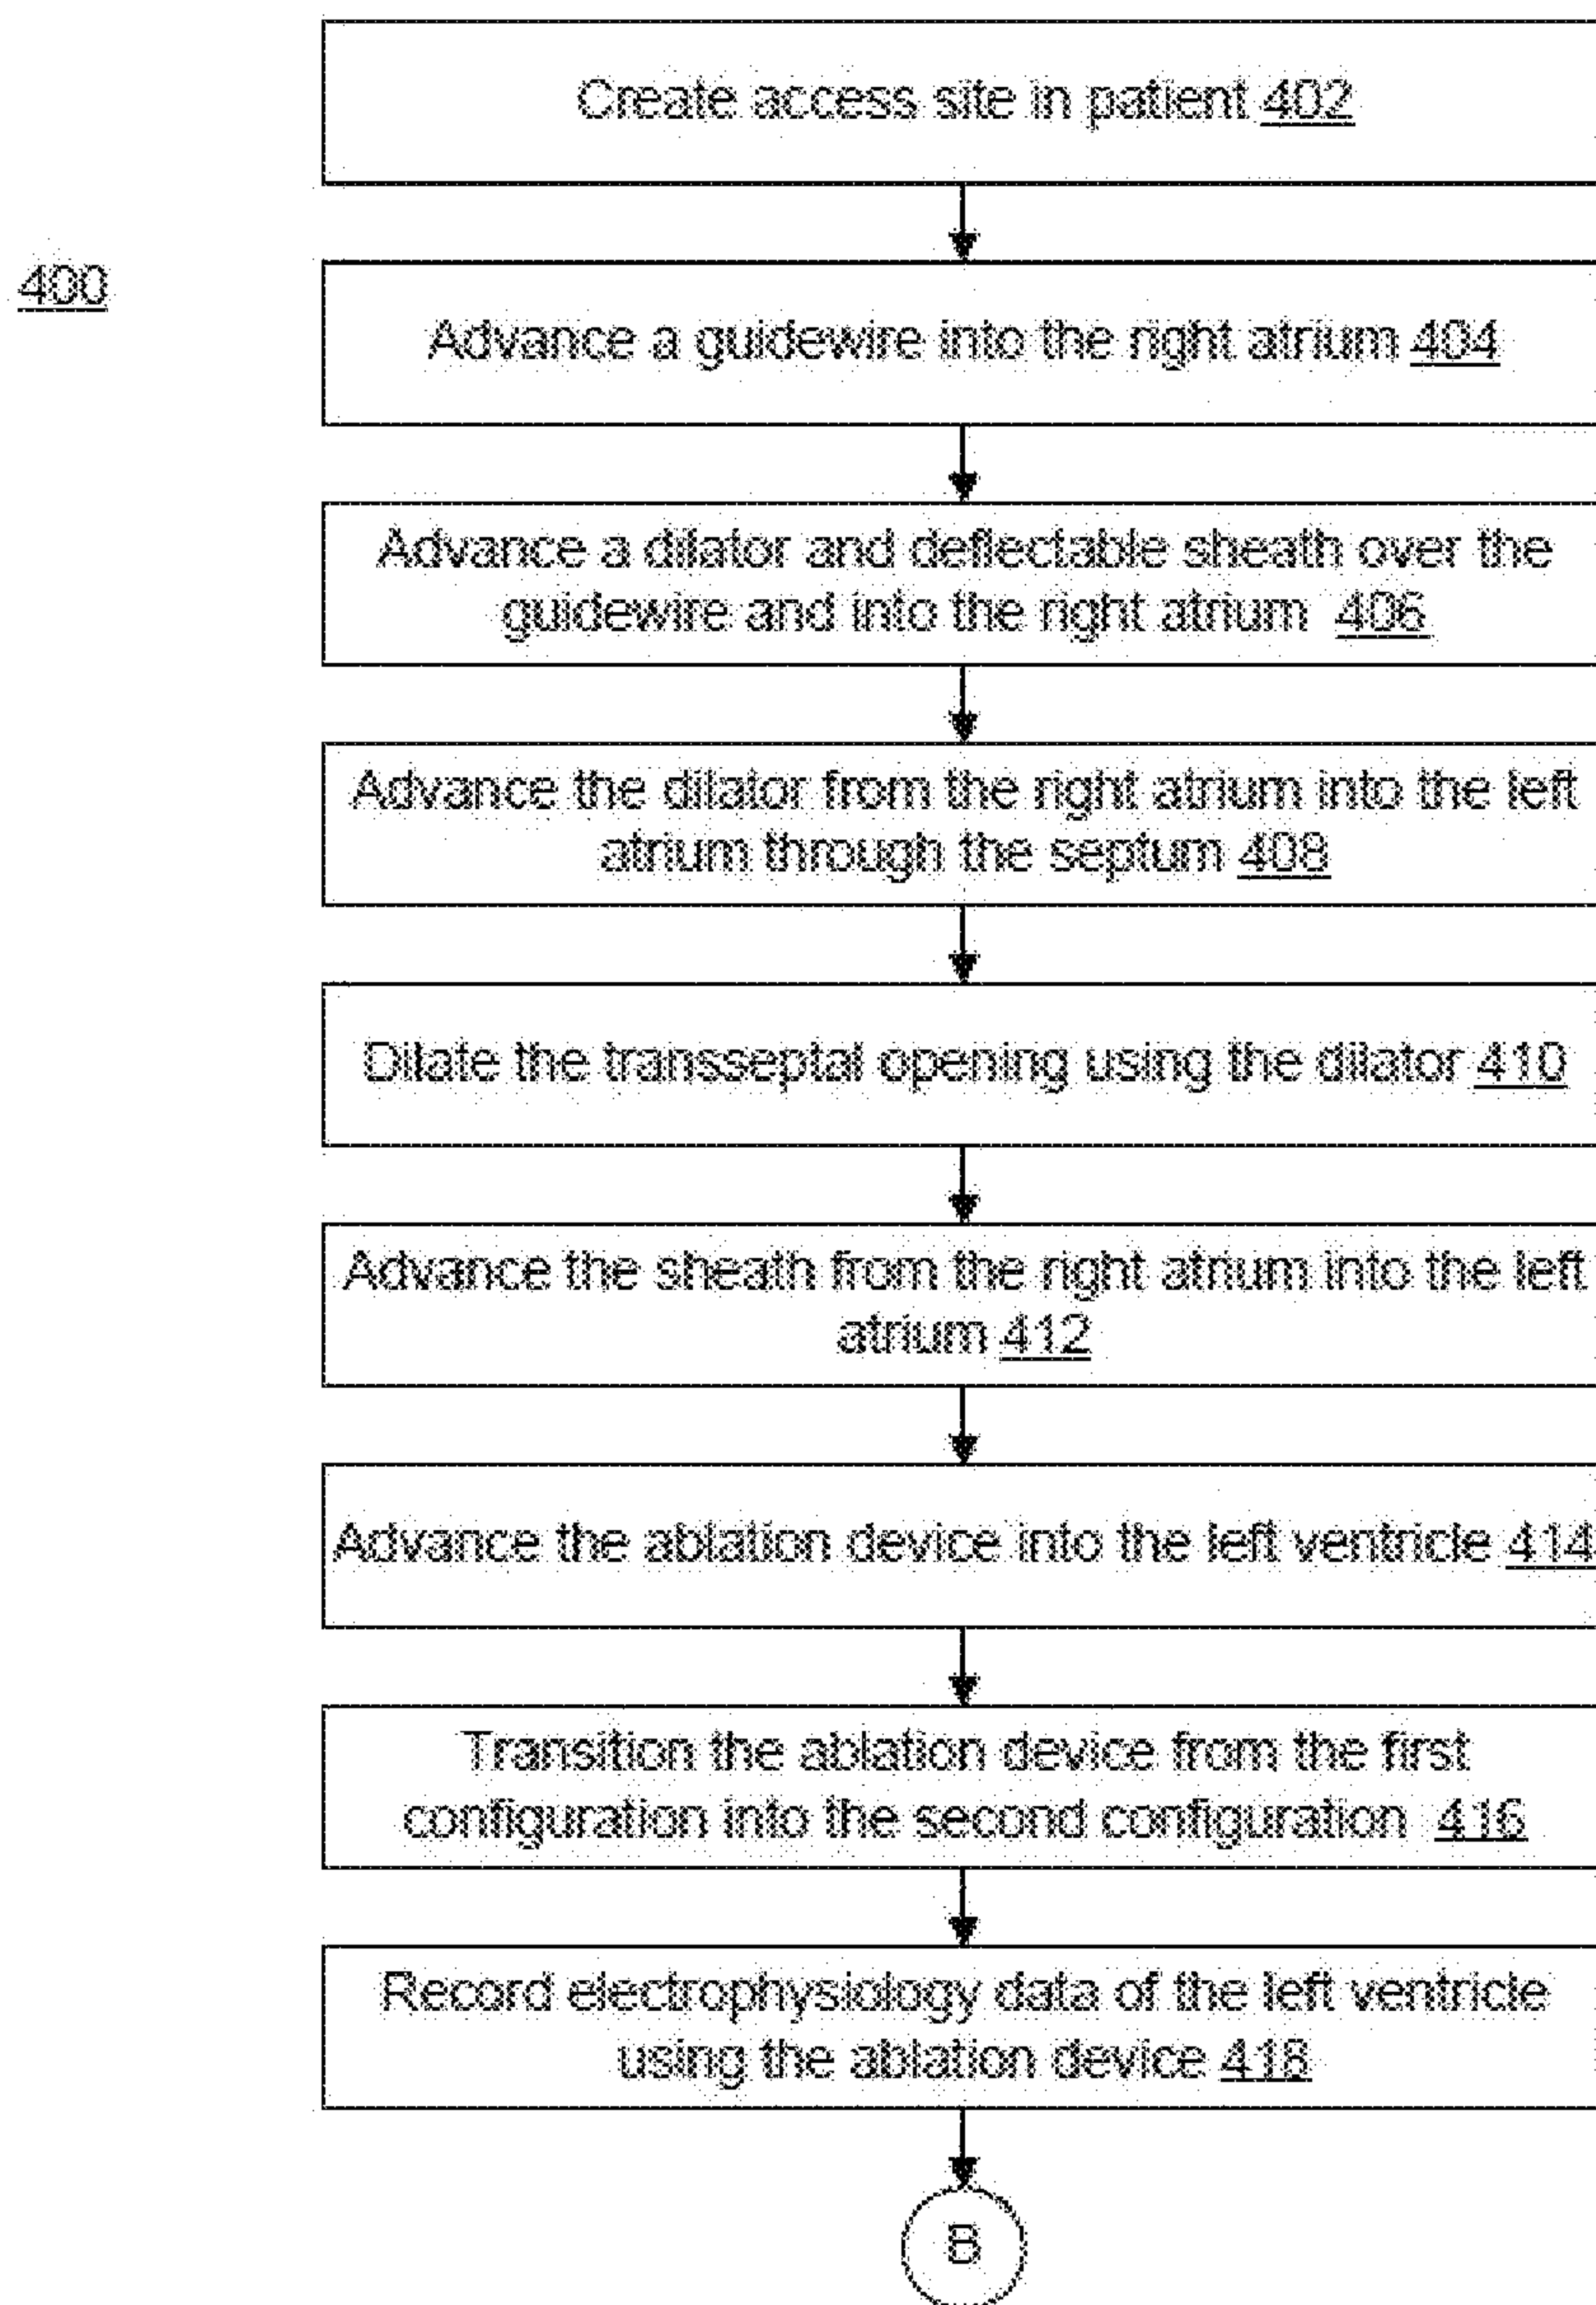 Create access site in patient 402
400
Advance a guidewire into the right atrium 404
Advance a dilator and deflectable sheath over the
guidewire and into the right atrium 406
Advance the dilator from the right atrium into the left
atrium through the septum 408
Dilate the transseptal opening using the dilator 410
Advance the sheath from the right atrium into the left
atrium 412
Advance the ablation device into the left ventricle 414
Transition the ablation device from the first
configuration into the second configuration 416
Record electrophysiology data of the left ventricle
using the ablation device 418
B